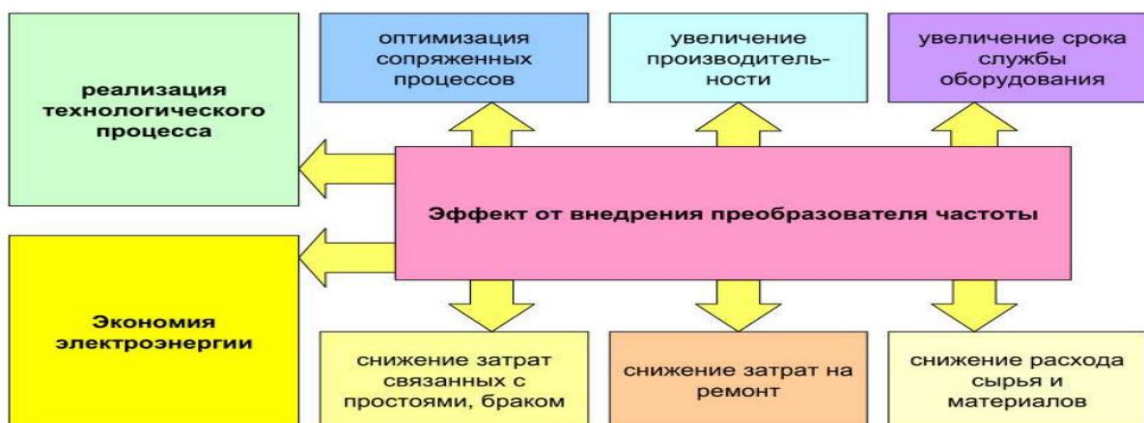 реализация
технологического
процесса
оптимизация
сопряженных
процессов
увеличение
производитель-
ности
увеличение срока
службы
оборудования
Эффект от внедрения преобразователя частоты
Экономия
электроэнергии
снижение затрат
связанных с
простоями, браком
снижение затрат на
ремонт
снижение расхода
сырья и
материалов